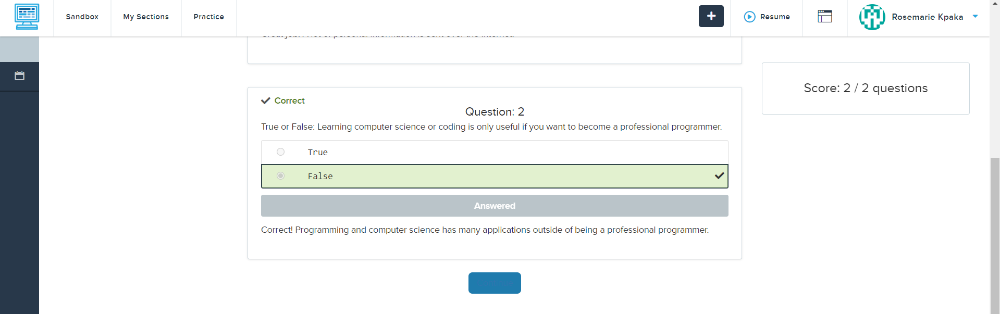 Sandbox
My Sections
Practice
+
Resume
Rosemarie Kpaka
Score: 2 / 2 questions
Correct
Question: 2
True or False: Learning computer science or coding is only useful if you want to become a professional programmer.
True
False
Answered
Correct! Programming and computer science has many applications outside of being a professional programmer.